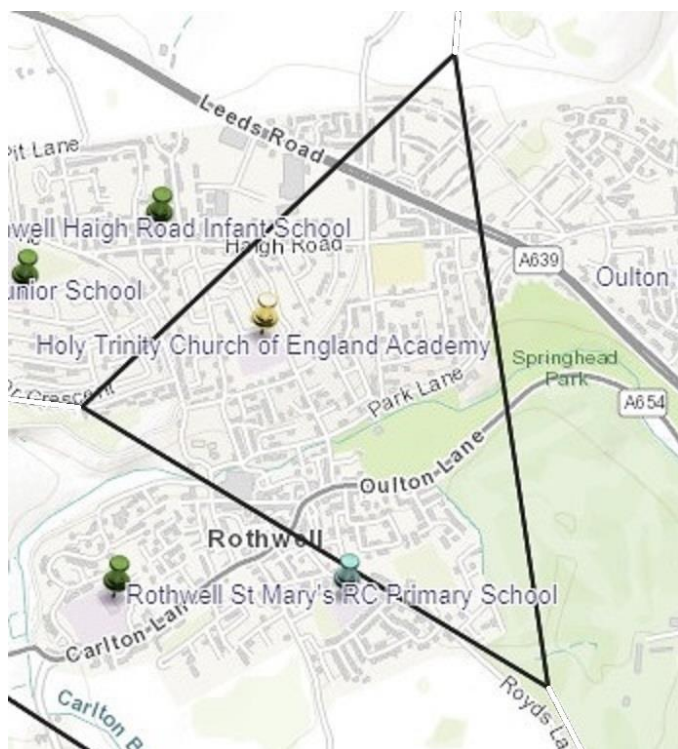 Leeds Road
Pit Lane
well Haigh Road Infant School
Haigh Road
A639
Oulton
unior School
Holy Trinity Church of England Academy
Springhead
Park
Park Lane
Crescent
A654
Oulton Lane
Rothwell
Rothwell St Mary's RC Primary School
Carlton Lane
Royds La
Carlton B